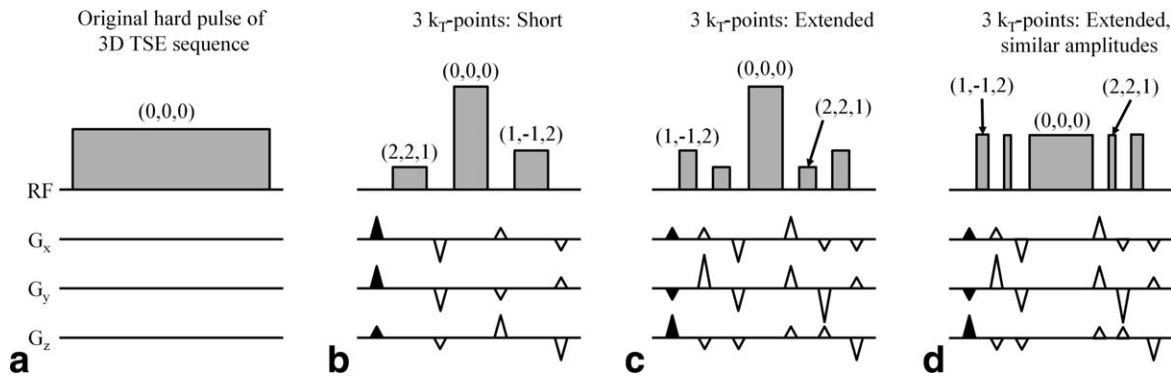 Original hard pulse of
3D TSE sequence
(0,0,0)
RF
Gx
Gy
Gz
a
3 kT-points: Short
(0,0,0)
(2,2,1)
(1,-1,2)
b
3 kT-points: Extended
(0,0,0)
(1,-1,2)
(2,2,1)
c
3 kT-points: Extended,
similar amplitudes
(1,-1,2)
(2,2,1)
(0,0,0)
d